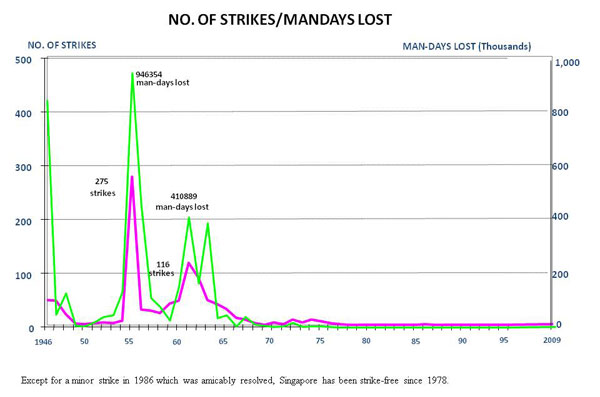 NO. OF STRIKES/MANDAYS LOST
NO. OF STRIKES
MAN-DAYS LOST (Thousands)
500
1,000
946354
man-days lost
400
800
300
600
275
strikes
410889
man-days lost
200
400
116
strikes
100
200
0
0
1946 50 55 60 65 70 75 80 85 90 95 2009
Except for a minor strike in 1986 which was amicably resolved, Singapore has been strike-free since 1978.